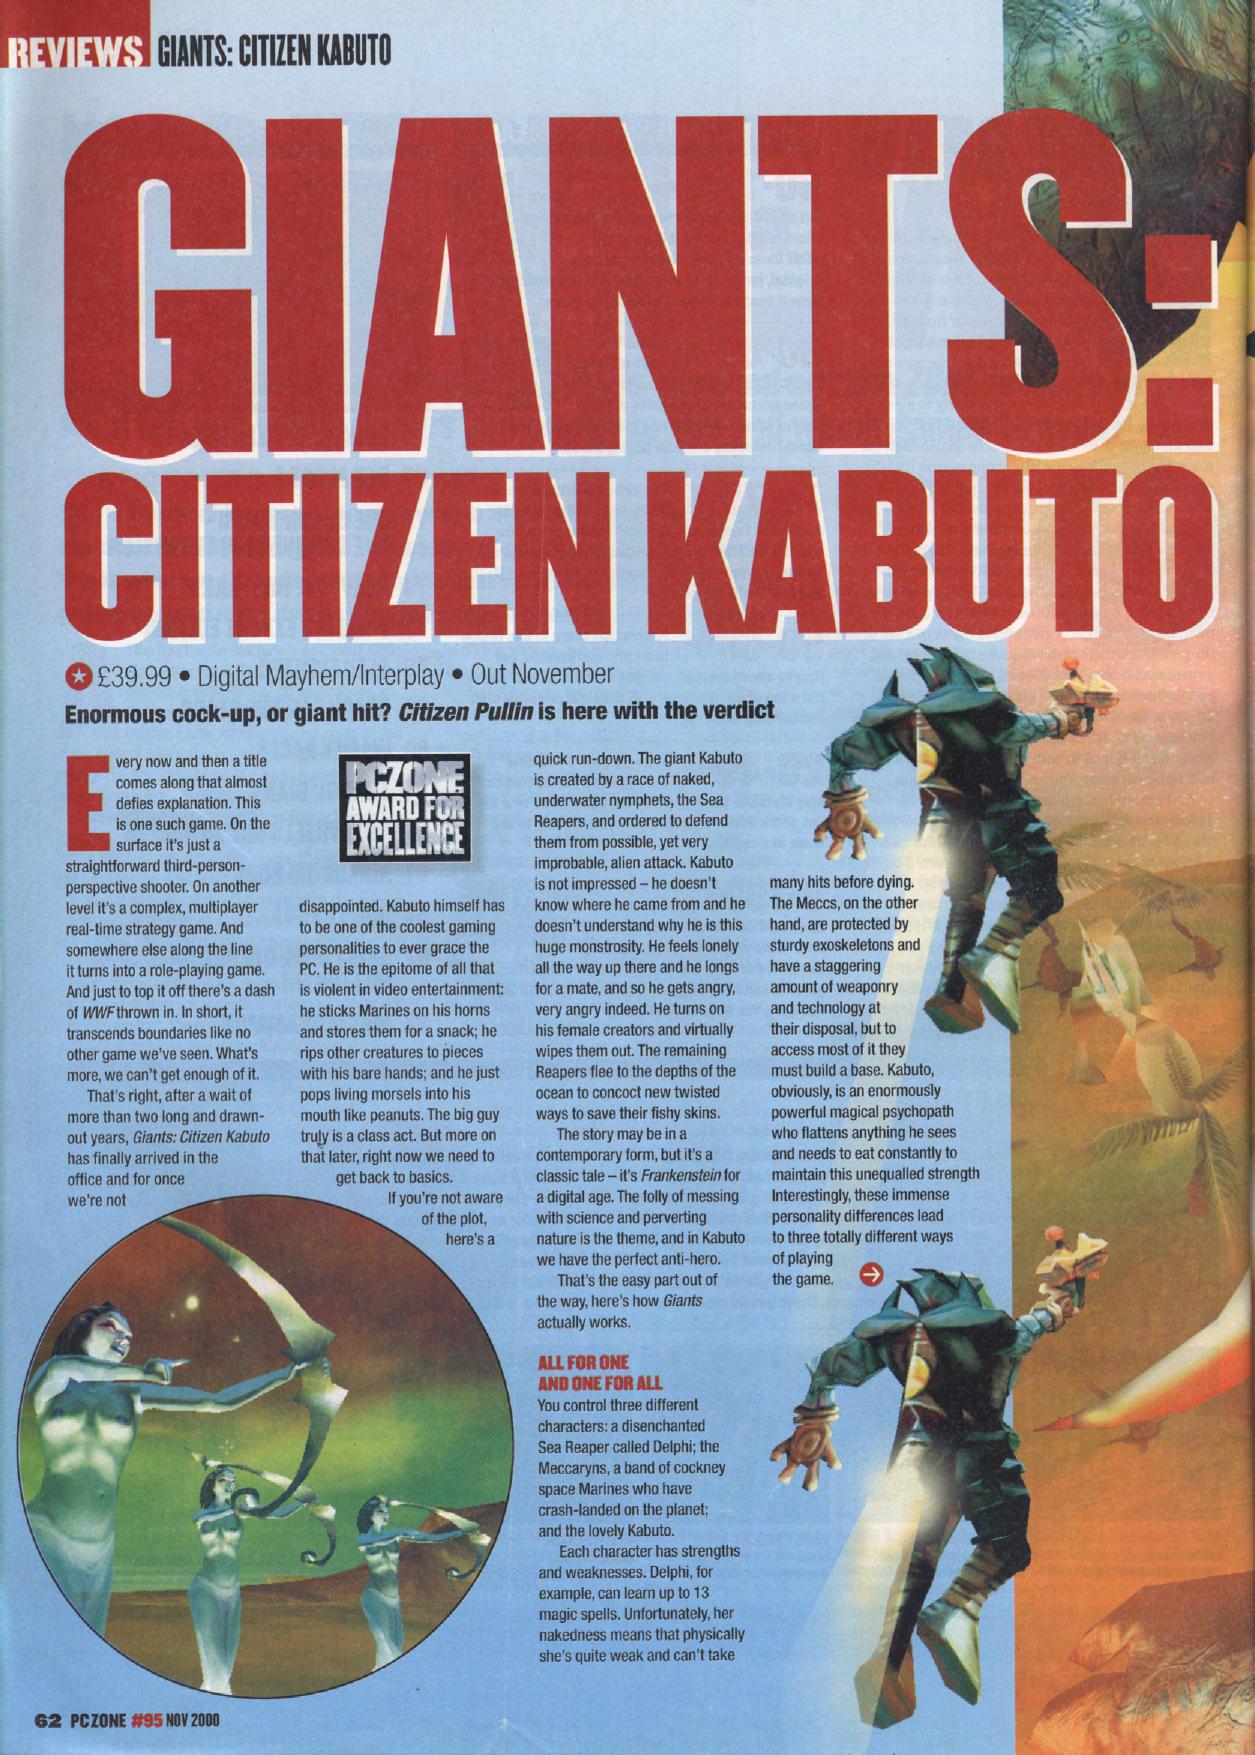 REVIEWS GIANTS: CITIZEN KABUTO
GIANTS:
CITIZEN KABUTO
£39.99 • Digital Mayhem/Interplay • Out November
Enormous cock-up, or giant hit? Citizen Pullin is here with the verdict
Every now and then a title
comes along that almost
defies explanation. This
is one such game. On the
surface it's just a
straightforward third-person-
perspective shooter. On another
level it's a complex, multiplayer
real-time strategy game. And
somewhere else along the line
it turns into a role-playing game.
And just to top it off there's a dash
of WWF thrown in. In short, it
transcends boundaries like no
other game we've seen. What's
more, we can't get enough of it.
That's right, after a wait of
more than two long and drawn-
out years, Giants: Citizen Kabuto
has finally arrived in the
office and for once
we're not
PCZONE
AWARD FOR
EXCELLENCE
disappointed. Kabuto himself has
to be one of the coolest gaming
personalities to ever grace the
PC. He is the epitome of all that
is violent in video entertainment:
he sticks Marines on his horns
and stores them for a snack; he
rips other creatures to pieces
with his bare hands; and he just
pops living morsels into his
mouth like peanuts. The big guy
truly is a class act. But more on
that later, right now we need to
get back to basics.
If you're not aware
of the plot,
here's a
quick run-down. The giant Kabuto
is created by a race of naked,
underwater nymphets, the Sea
Reapers, and ordered to defend
them from possible, yet very
improbable, alien attack. Kabuto
is not impressed – he doesn't
know where he came from and he
doesn't understand why he is this
huge monstrosity. He feels lonely
all the way up there and he longs
for a mate, and so he gets angry,
very angry indeed. He turns on
his female creators and virtually
wipes them out. The remaining
Reapers flee to the depths of the
ocean to concoct new twisted
ways to save their fishy skins.
The story may be in a
contemporary form, but it's a
classic tale – it's Frankenstein for
a digital age. The folly of messing
with science and perverting
nature is the theme, and in Kabuto
we have the perfect anti-hero.
That's the easy part out of
the way, here's how Giants
actually works.
ALL FOR ONE
AND ONE FOR ALL
You control three different
characters: a disenchanted
Sea Reaper called Delphi; the
Meccaryns, a band of cockney
space Marines who have
crash-landed on the planet;
and the lovely Kabuto.
Each character has strengths
and weaknesses. Delphi, for
example, can learn up to 13
magic spells. Unfortunately, her
nakedness means that physically
she's quite weak and can't take
many hits before dying.
The Meccs, on the other
hand, are protected by
sturdy exoskeletons and
have a staggering
amount of weaponry
and technology at
their disposal, but to
access most of it they
must build a base. Kabuto,
obviously, is an enormously
powerful magical psychopath
who flattens anything he sees
and needs to eat constantly to
maintain this unequalled strength
Interestingly, these immense
personality differences lead
to three totally different ways
of playing
the game.
62 PCZONE #95 NOV 2000